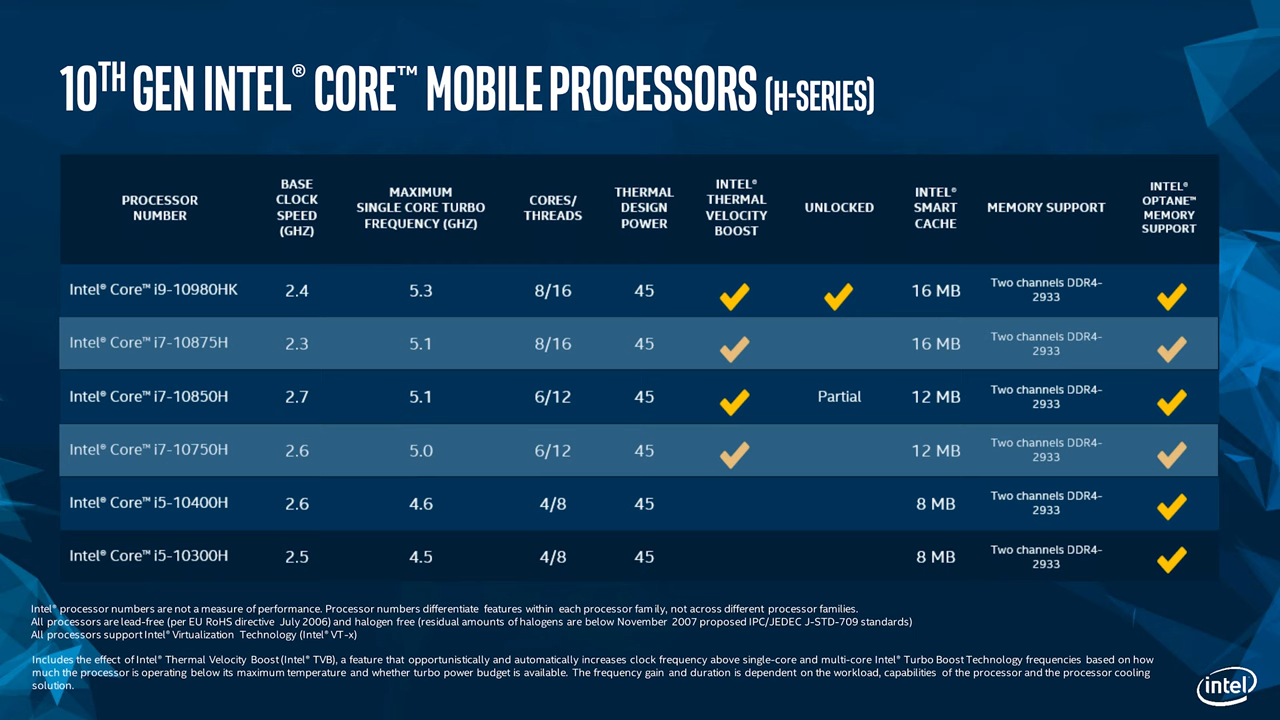 10TH GEN INTEL® CORE™ MOBILE PROCESSORS (H-SERIES)
PROCESSOR NUMBER BASE CLOCK SPEED (GHZ) MAXIMUM SINGLE CORE TURBO FREQUENCY (GHZ) CORES/ THREADS THERMAL DESIGN POWER INTEL® THERMAL VELOCITY BOOST UNLOCKED INTEL® SMART CACHE MEMORY SUPPORT INTEL® OPTANE™ MEMORY SUPPORT
Intel® Core™ i9-10980HK 2.4 5.3 8/16 45 ✔ ✔ 16 MB Two channels DDR4-2933 ✔
Intel® Core™ i7-10875H 2.3 5.1 8/16 45 ✔ 16 MB Two channels DDR4-2933 ✔
Intel® Core™ i7-10850H 2.7 5.1 6/12 45 ✔ Partial 12 MB Two channels DDR4-2933 ✔
Intel® Core™ i7-10750H 2.6 5.0 6/12 45 ✔ 12 MB Two channels DDR4-2933 ✔
Intel® Core™ i5-10400H 2.6 4.6 4/8 45 8 MB Two channels DDR4-2933 ✔
Intel® Core™ i5-10300H 2.5 4.5 4/8 45 8 MB Two channels DDR4-2933 ✔
Intel® processor numbers are not a measure of performance. Processor numbers differentiate features within each processor family, not across different processor families.
All processors are lead-free (per EU RoHS directive July 2006) and halogen free (residual amounts of halogens are below November 2007 proposed IPC/JEDEC J-STD-709 standards)
All processors support Intel® Virtualization Technology (Intel® VT-x)
Includes the effect of Intel® Thermal Velocity Boost (Intel® TVB), a feature that opportunistically and automatically increases clock frequency above single-core and multi-core Intel® Turbo Boost Technology frequencies based on how
much the processor is operating below its maximum temperature and whether turbo power budget is available. The frequency gain and duration is dependent on the workload, capabilities of the processor and the processor cooling
solution.
intel